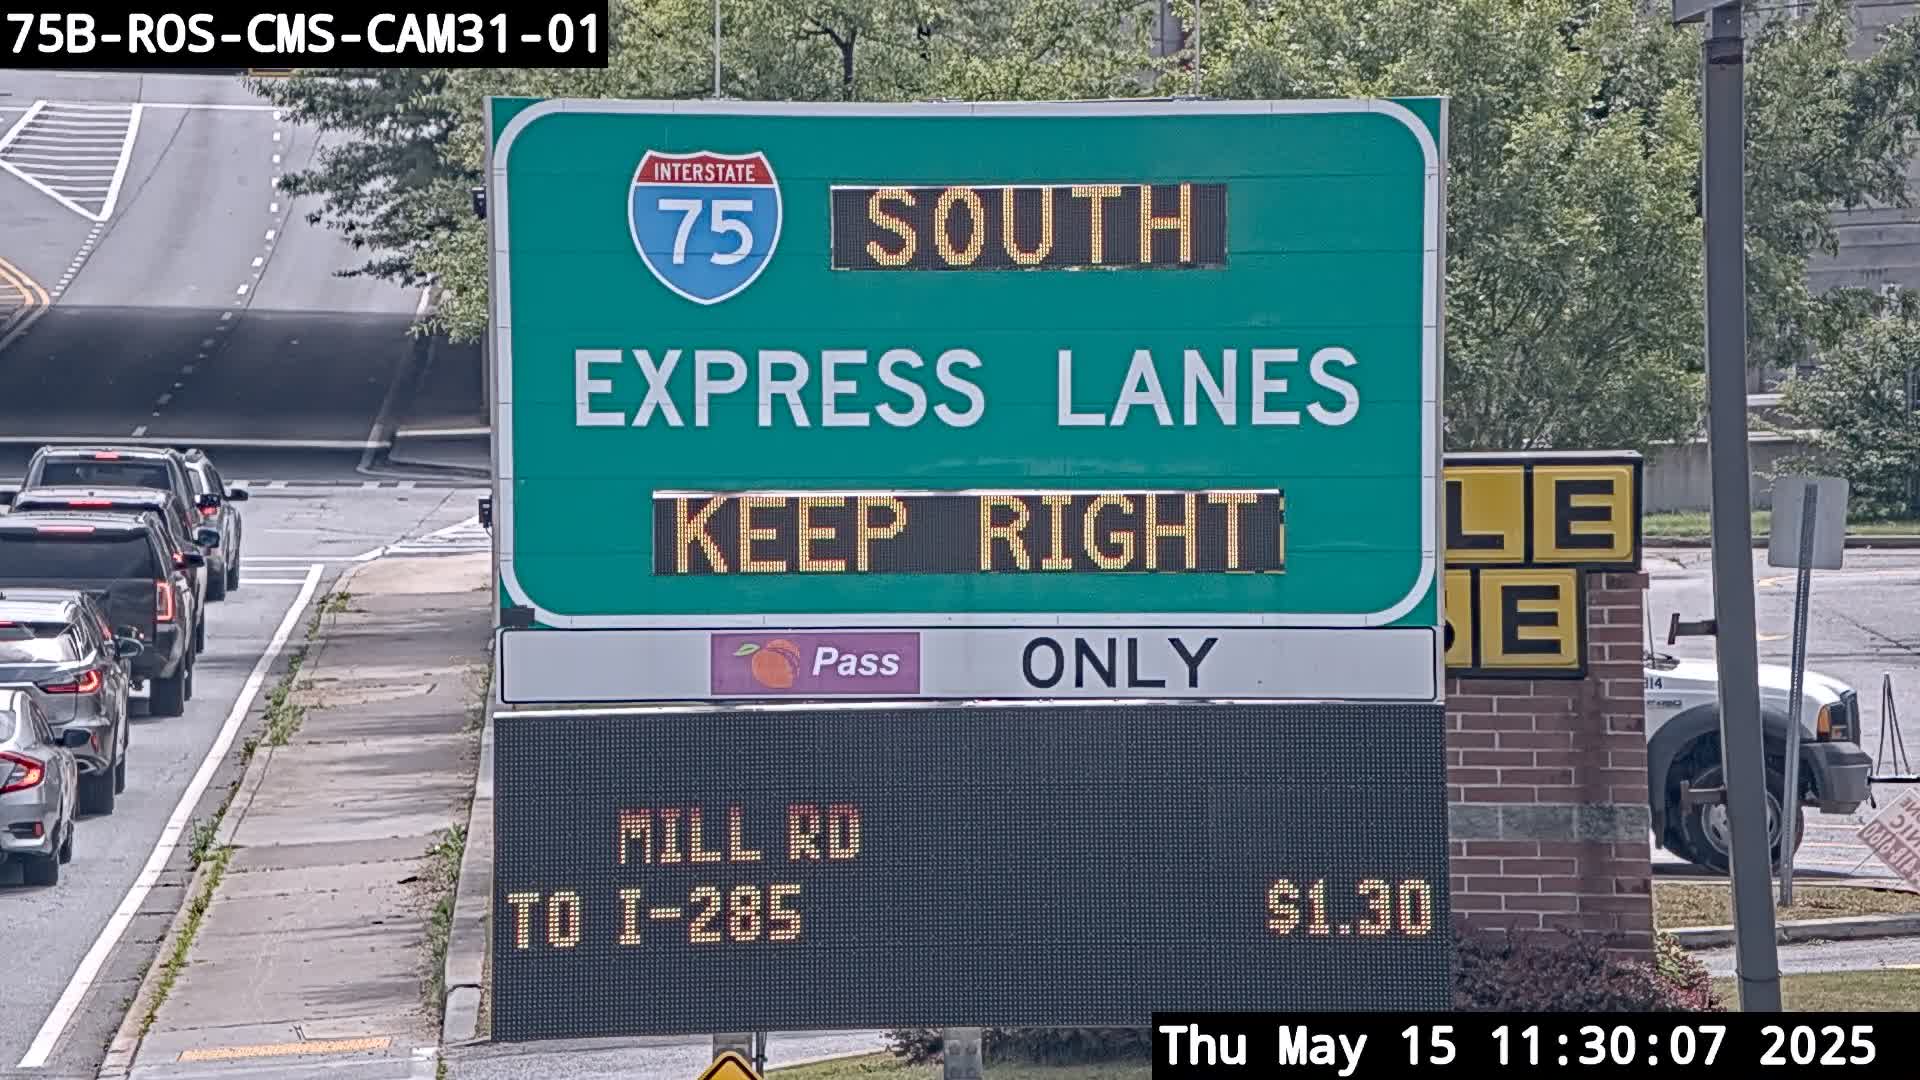 75B-ROS-CMS-CAM31-01
INTERSTATE
75
SOUTH
EXPRESS LANES
KEEP RIGHT
Pass
ONLY
MILL RD
TO I-285
$1.30
LE
E
Thu May 15 11:30:07 2025